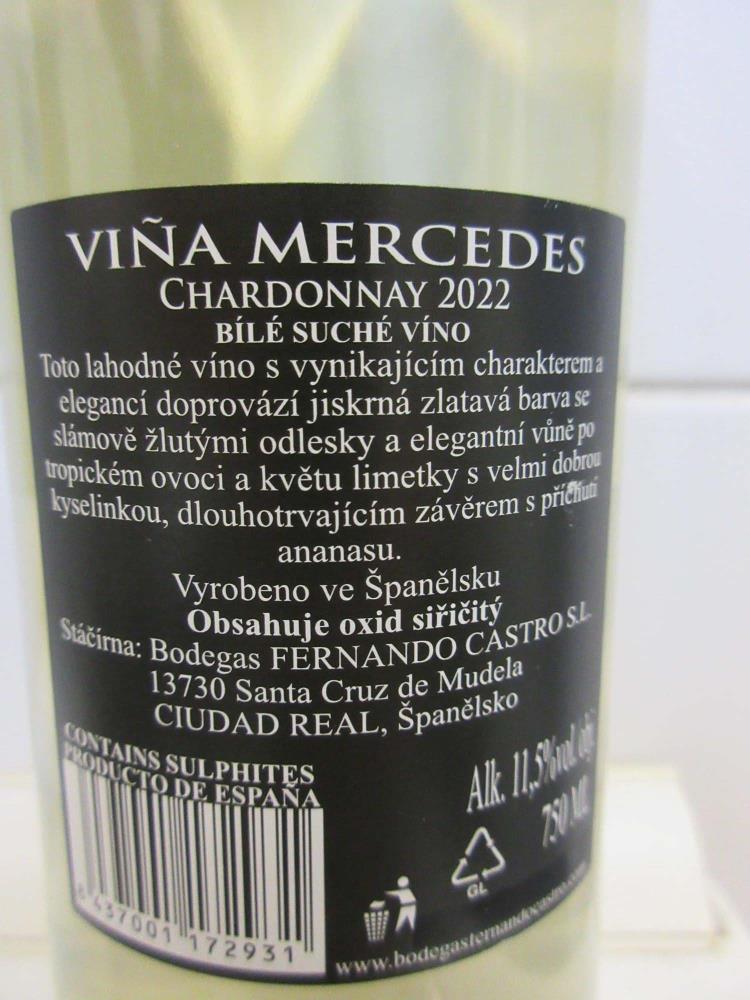 VIÑA MERCEDES
CHARDONNAY 2022
BÍLÉ SUCHÉ VÍNO
Toto lahodné víno s vynikajícím charakterem a
elegancí doprovází jiskrná zlatavá barva se
slámově žlutými odlesky a elegantní vůně po
tropickém ovoci a květu limetky s velmi dobrou
kyselinkou, dlouhotrvajícím závěrem s příchutí
ananasu.
Vyrobeno ve Španělsku
Obsahuje oxid siřičitý
Stáčírna: Bodegas FERNANDO CASTRO S.L.
13730 Santa Cruz de Mudela
CIUDAD REAL, Španělsko
CONTAINS SULPHITES
PRODUCTO DE ESPAÑA
Alk. 11,5%vol. obj.
750 ML
GL
8 437001 172931
www.bodegasfernandocastro.com